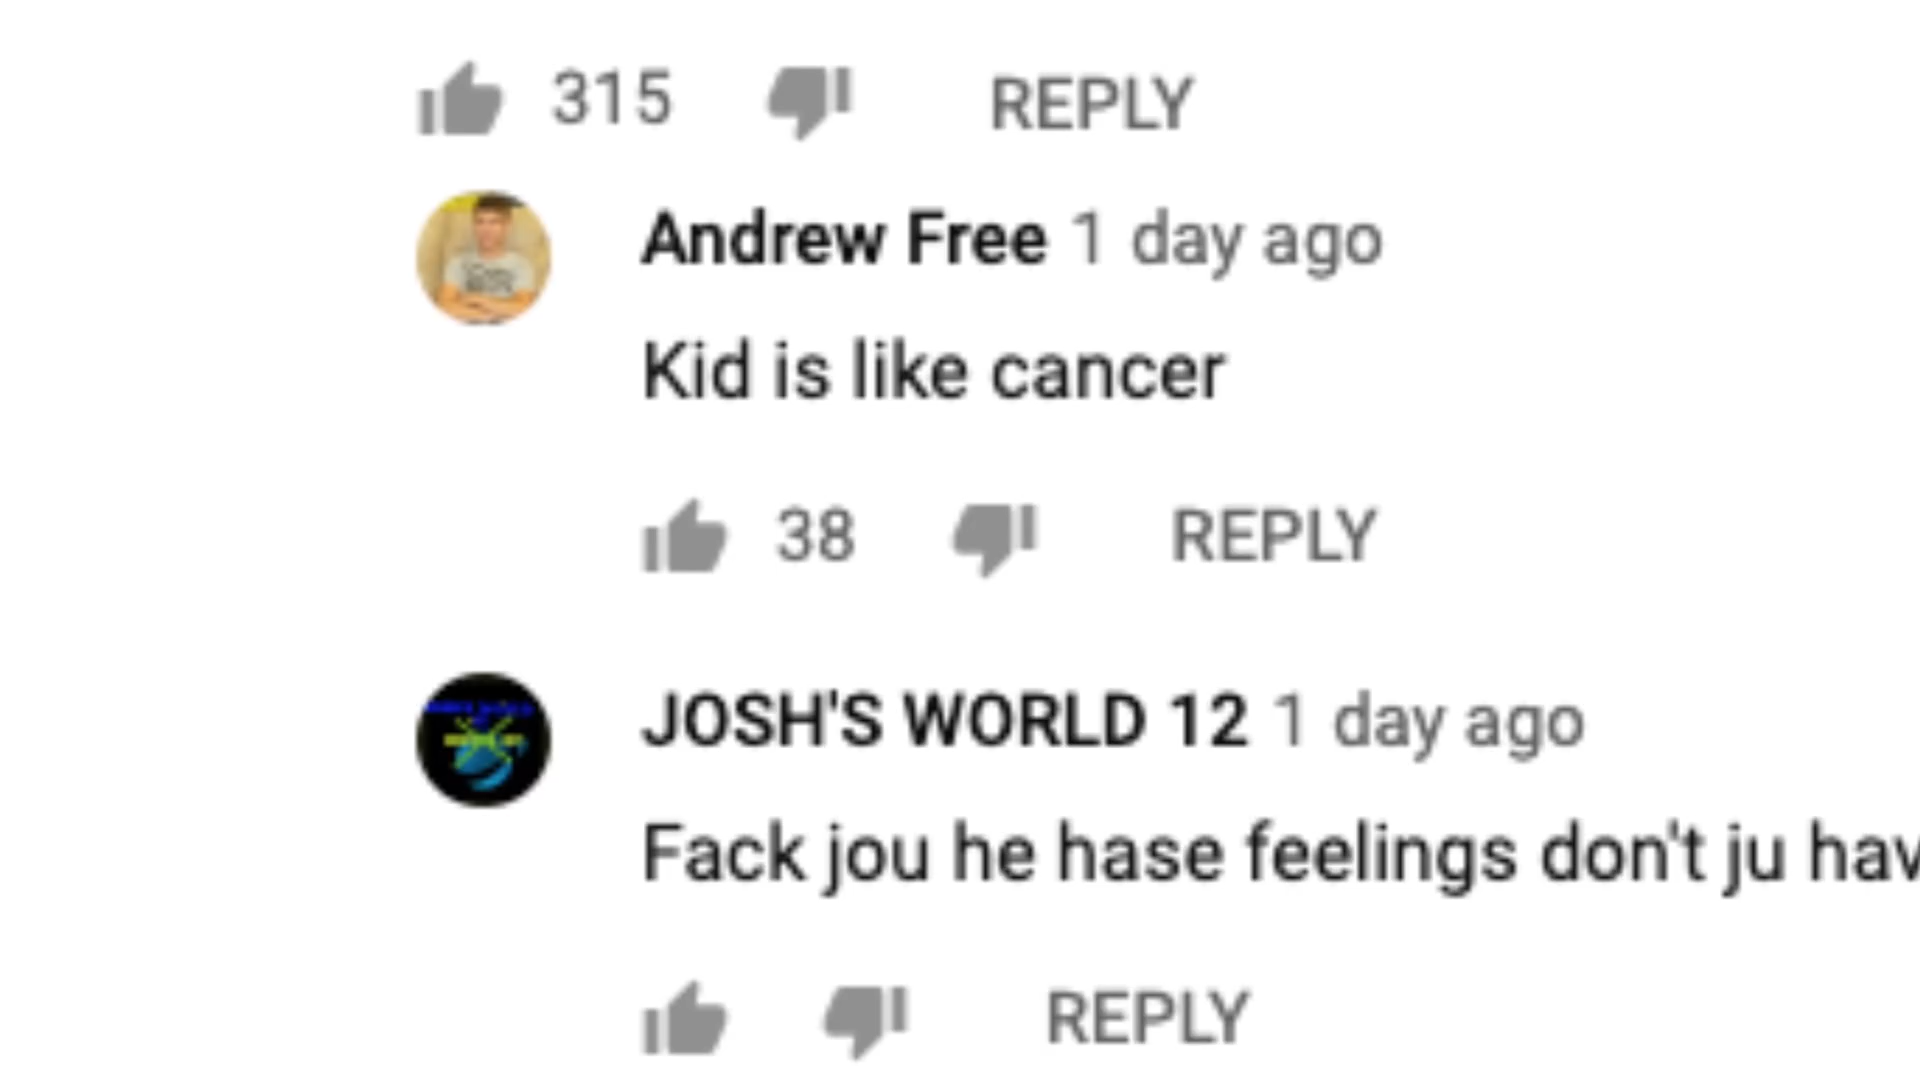 315 REPLY
Andrew Free 1 day ago
Kid is like cancer
38 REPLY
JOSH'S WORLD 12 1 day ago
Fack jou he hase feelings don't ju hav
REPLY